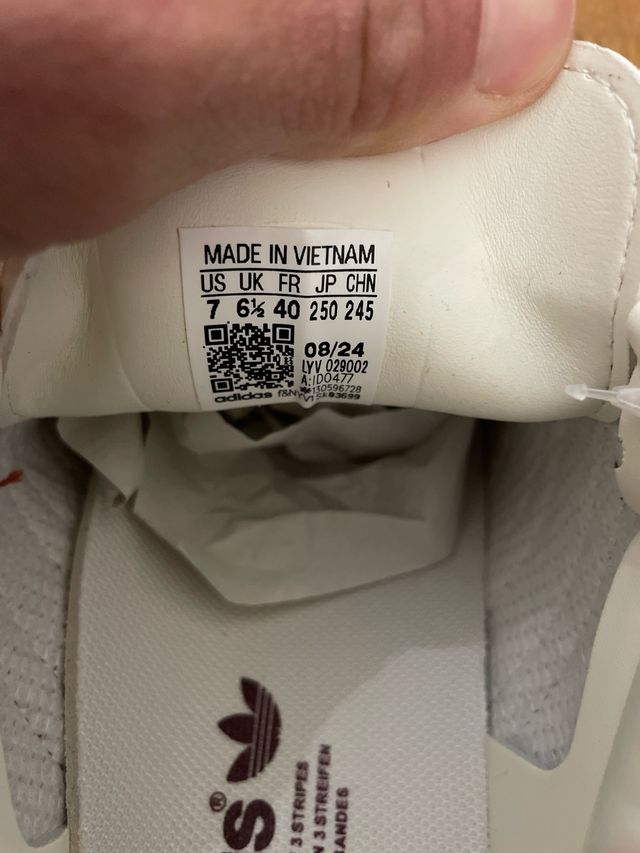 MADE IN VIETNAM
US UK FR JP CHN
7 6½ 40 250 245
08/24
LYV 029002
A:ID0477
130596728
adidas
3 STRIPES
3 STREIFEN